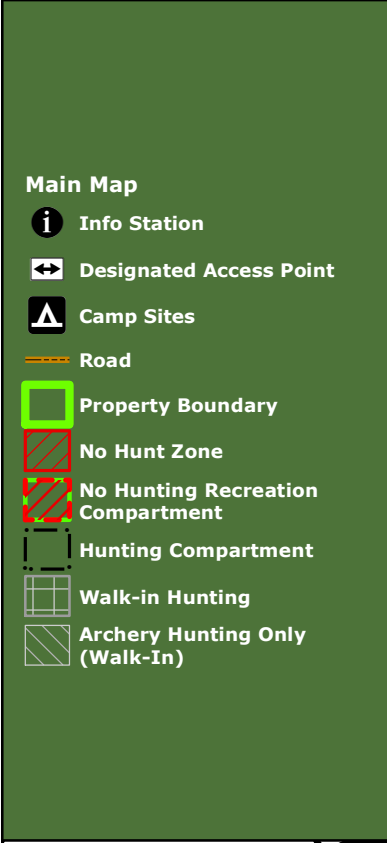 Main Map
i Info Station
Designated Access Point
Camp Sites
Road
Property Boundary
No Hunt Zone
No Hunting Recreation
Compartment
Hunting Compartment
Walk-in Hunting
Archery Hunting Only
(Walk-In)